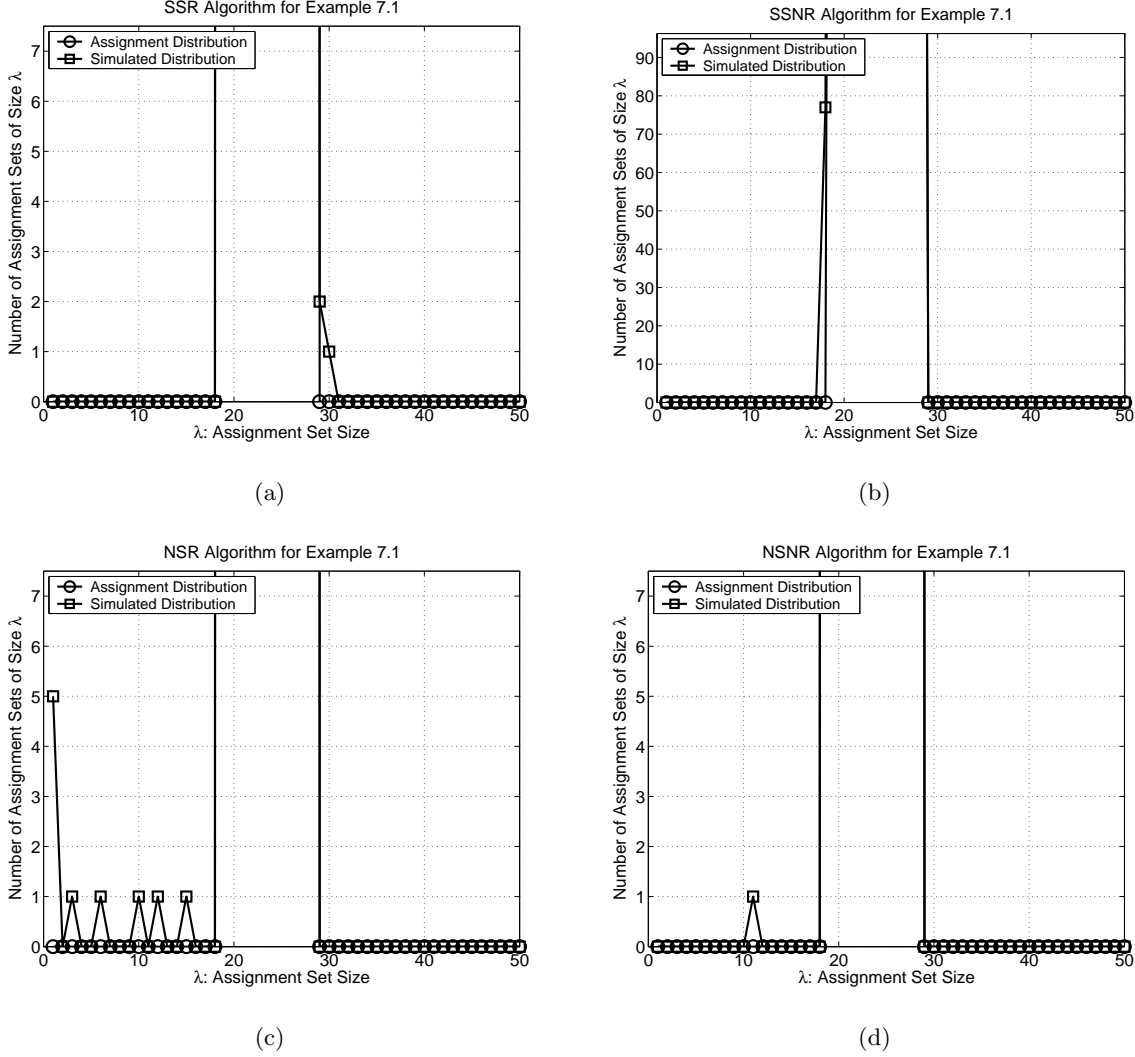 SSR Algorithm for Example 7.1
Number of Assignment Sets of Size λ
7
6
5
4
3
2
1
0
Assignment Distribution
Simulated Distribution
0 10 20 30 40 50
λ: Assignment Set Size
(a)
SSNR Algorithm for Example 7.1
Number of Assignment Sets of Size λ
90
80
70
60
50
40
30
20
10
0
Assignment Distribution
Simulated Distribution
0 10 20 30 40 50
λ: Assignment Set Size
(b)
NSR Algorithm for Example 7.1
Number of Assignment Sets of Size λ
7
6
5
4
3
2
1
0
Assignment Distribution
Simulated Distribution
0 10 20 30 40 50
λ: Assignment Set Size
(c)
NSNR Algorithm for Example 7.1
Number of Assignment Sets of Size λ
7
6
5
4
3
2
1
0
Assignment Distribution
Simulated Distribution
0 10 20 30 40 50
λ: Assignment Set Size
(d)